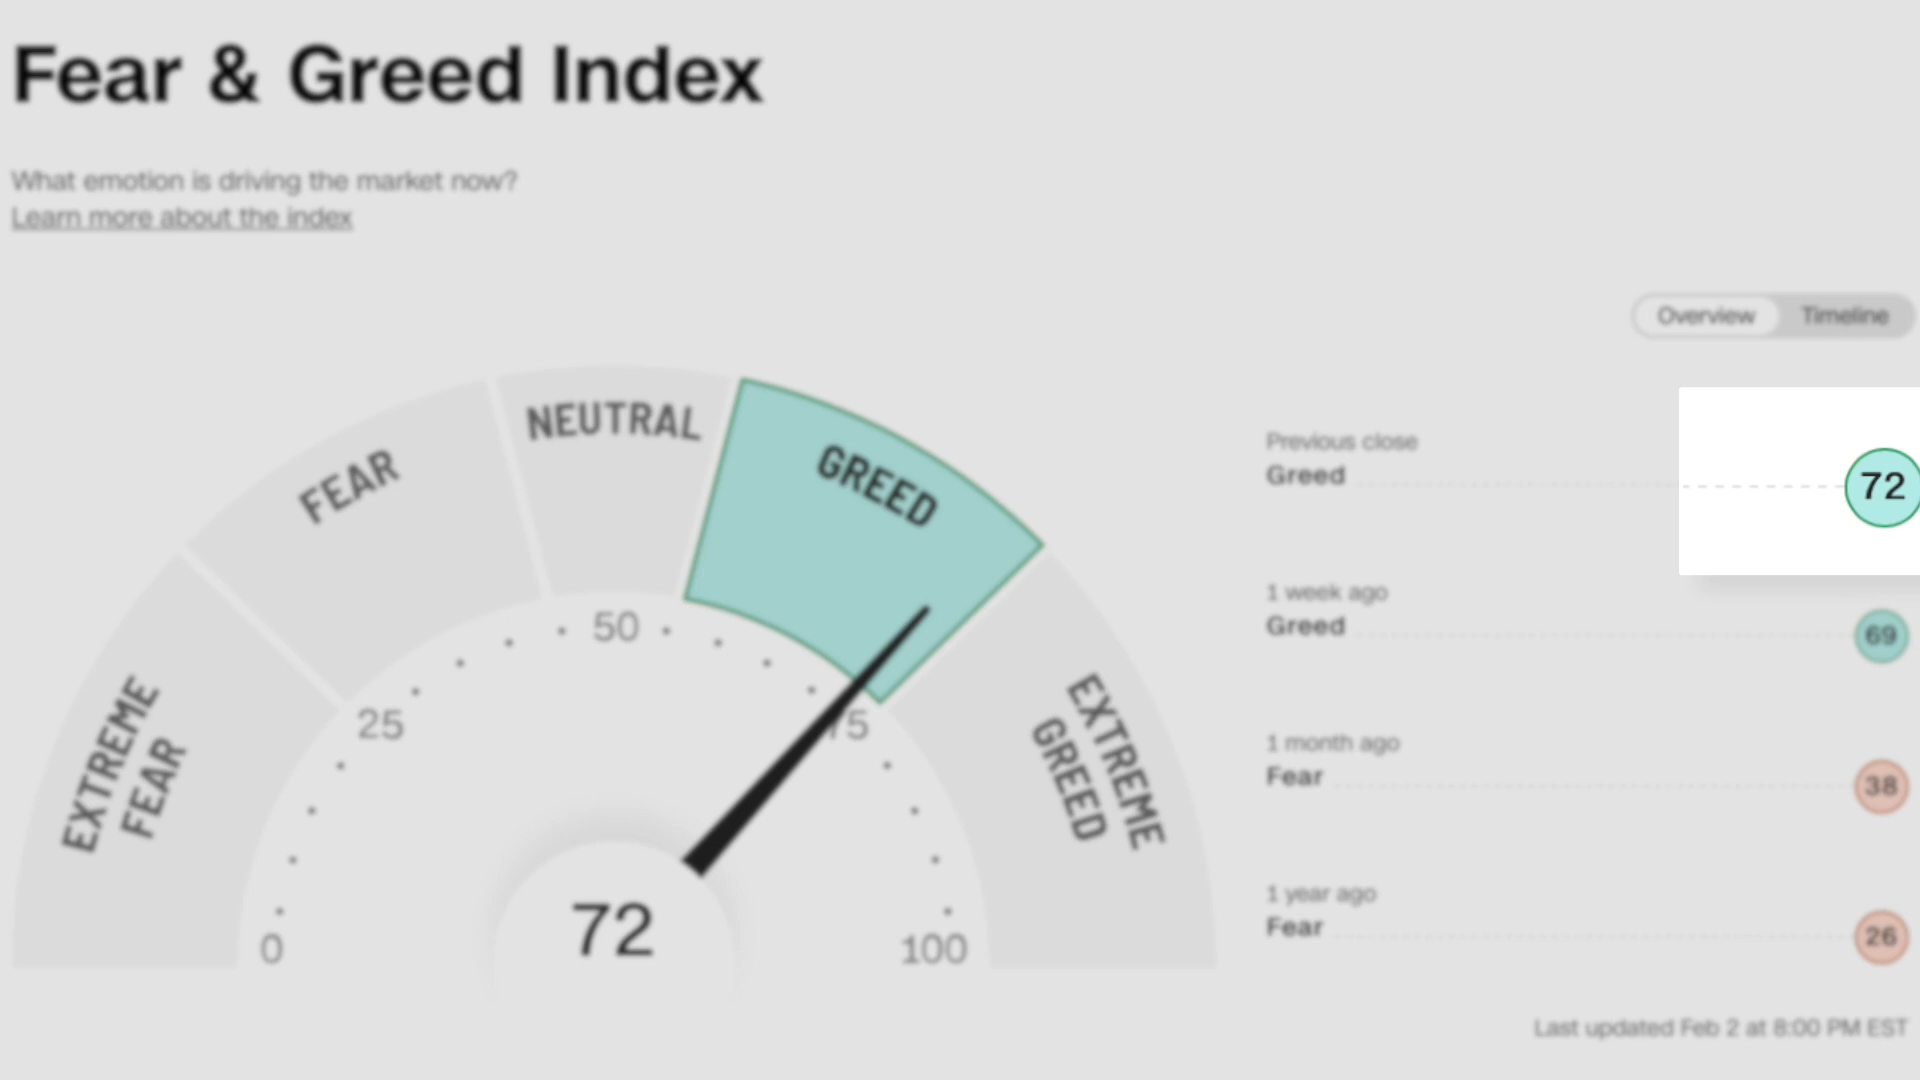 Fear & Greed Index
What emotion is driving the market now?
Learn more about the index
Overview
Timeline
EXTREME
FEAR
FEAR
NEUTRAL
GREED
EXTREME
GREED
0
25
50
75
100
72
Previous close
Greed
72
1 week ago
Greed
69
1 month ago
Fear
38
1 year ago
Fear
26
Last updated Feb 2 at 8:00 PM EST